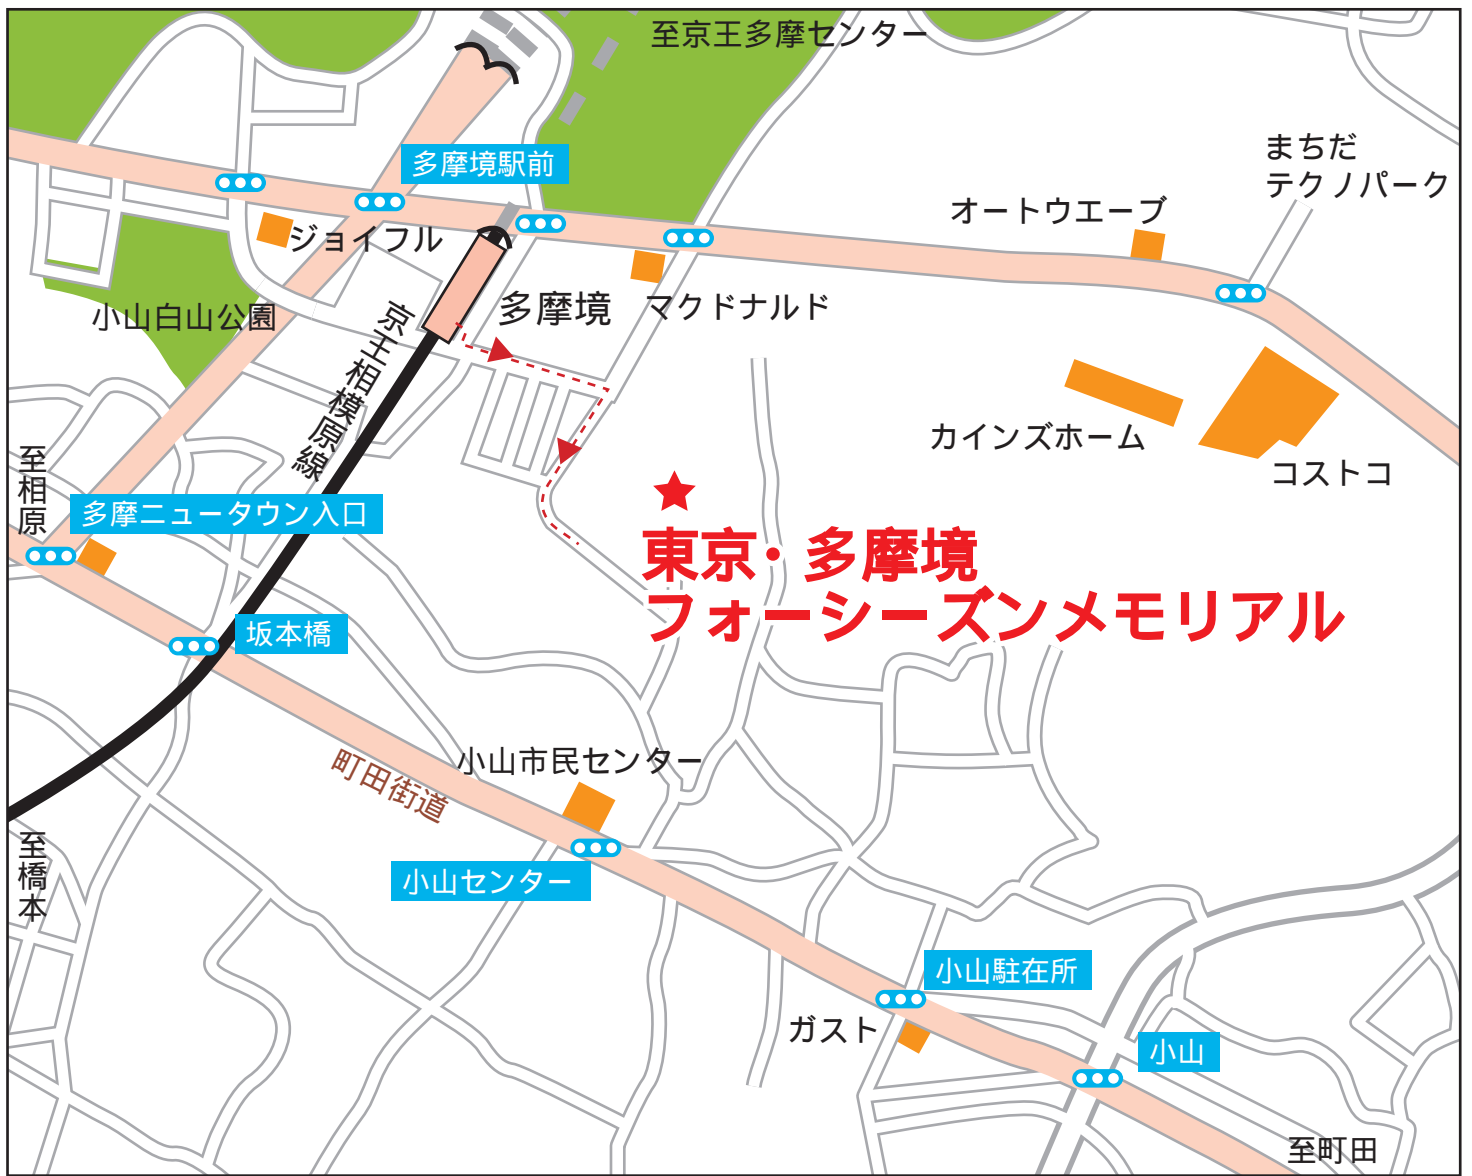 至京王多摩センター
まちだ
テクノパーク
多摩境駅前
オートウエーブ
ジョイフル
多摩境
マクドナルド
小山白山公園
京王相模原線
カインズホーム
コストコ
至相原
多摩ニュータウン入口
東京・多摩境
フォーシーズンメモリアル
坂本橋
小山市民センター
町田街道
至橋本
小山センター
小山駐在所
ガスト
小山
至町田